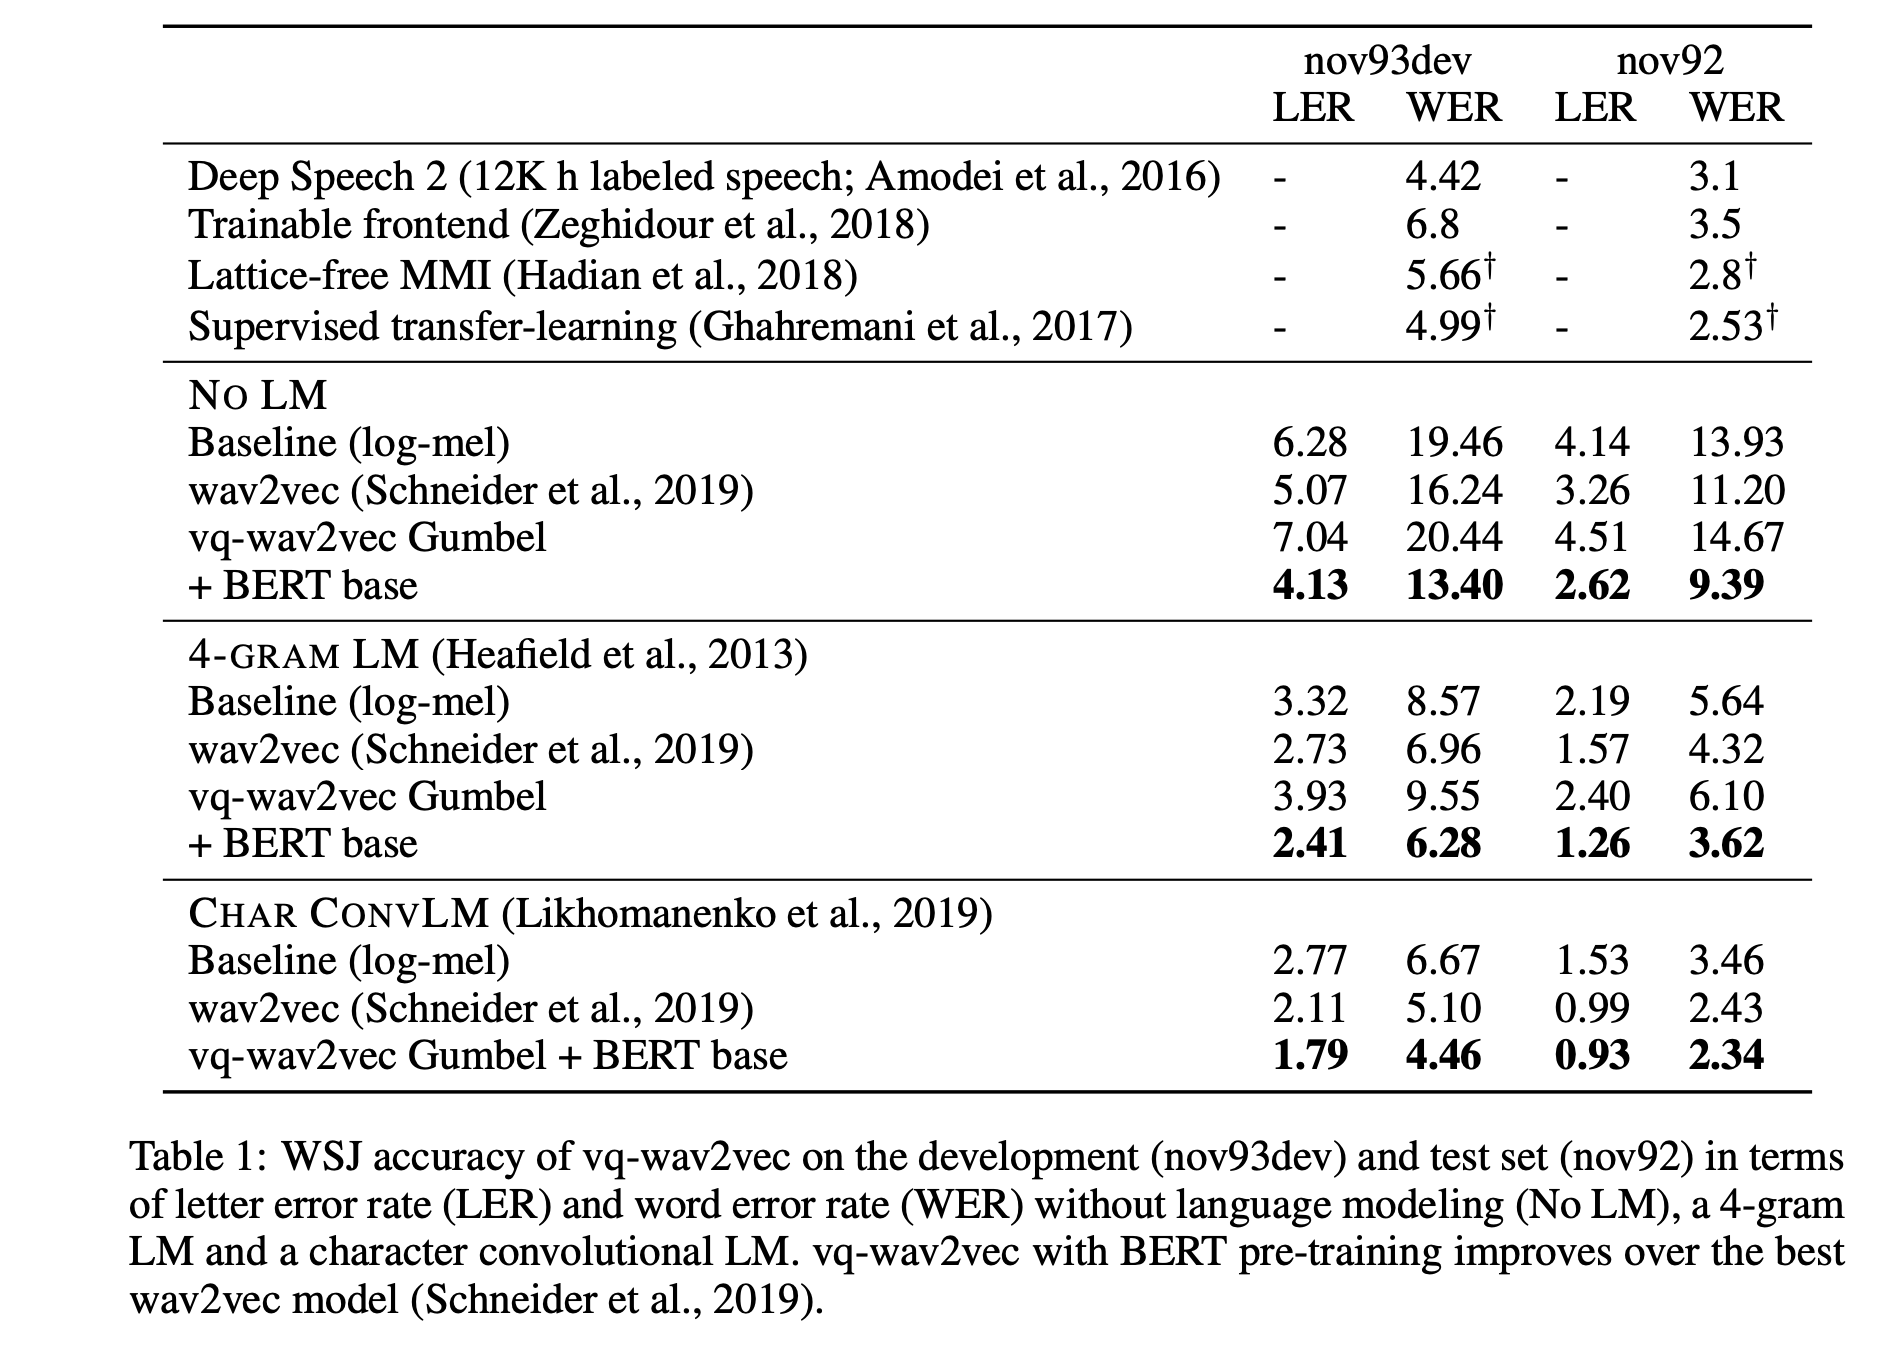 nov93dev nov92
LER WER LER WER
Deep Speech 2 (12K h labeled speech; Amodei et al., 2016) - 4.42 - 3.1
Trainable frontend (Zeghidour et al., 2018) - 6.8 - 3.5
Lattice-free MMI (Hadian et al., 2018) - 5.66† - 2.8†
Supervised transfer-learning (Ghahremani et al., 2017) - 4.99† - 2.53†
NO LM
Baseline (log-mel) 6.28 19.46 4.14 13.93
wav2vec (Schneider et al., 2019) 5.07 16.24 3.26 11.20
vq-wav2vec Gumbel 7.04 20.44 4.51 14.67
+ BERT base 4.13 13.40 2.62 9.39
4-GRAM LM (Heafield et al., 2013)
Baseline (log-mel) 3.32 8.57 2.19 5.64
wav2vec (Schneider et al., 2019) 2.73 6.96 1.57 4.32
vq-wav2vec Gumbel 3.93 9.55 2.40 6.10
+ BERT base 2.41 6.28 1.26 3.62
CHAR CONVLM (Likhomanenko et al., 2019)
Baseline (log-mel) 2.77 6.67 1.53 3.46
wav2vec (Schneider et al., 2019) 2.11 5.10 0.99 2.43
vq-wav2vec Gumbel + BERT base 1.79 4.46 0.93 2.34
Table 1: WSJ accuracy of vq-wav2vec on the development (nov93dev) and test set (nov92) in terms
of letter error rate (LER) and word error rate (WER) without language modeling (No LM), a 4-gram
LM and a character convolutional LM. vq-wav2vec with BERT pre-training improves over the best
wav2vec model (Schneider et al., 2019).